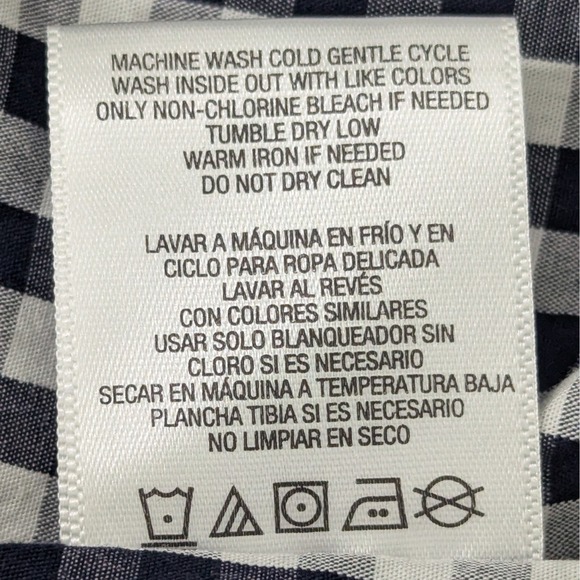 MACHINE WASH COLD GENTLE CYCLE
WASH INSIDE OUT WITH LIKE COLORS
ONLY NON-CHLORINE BLEACH IF NEEDED
TUMBLE DRY LOW
WARM IRON IF NEEDED
DO NOT DRY CLEAN
LAVAR A MÁQUINA EN FRÍO Y EN
CICLO PARA ROPA DELICADA
LAVAR AL REVÉS
CON COLORES SIMILARES
USAR SOLO BLANQUEADOR SIN
CLORO SI ES NECESARIO
SECAR EN MÁQUINA A TEMPERATURA BAJA
PLANCHA TIBIA SI ES NECESARIO
NO LIMPIAR EN SECO